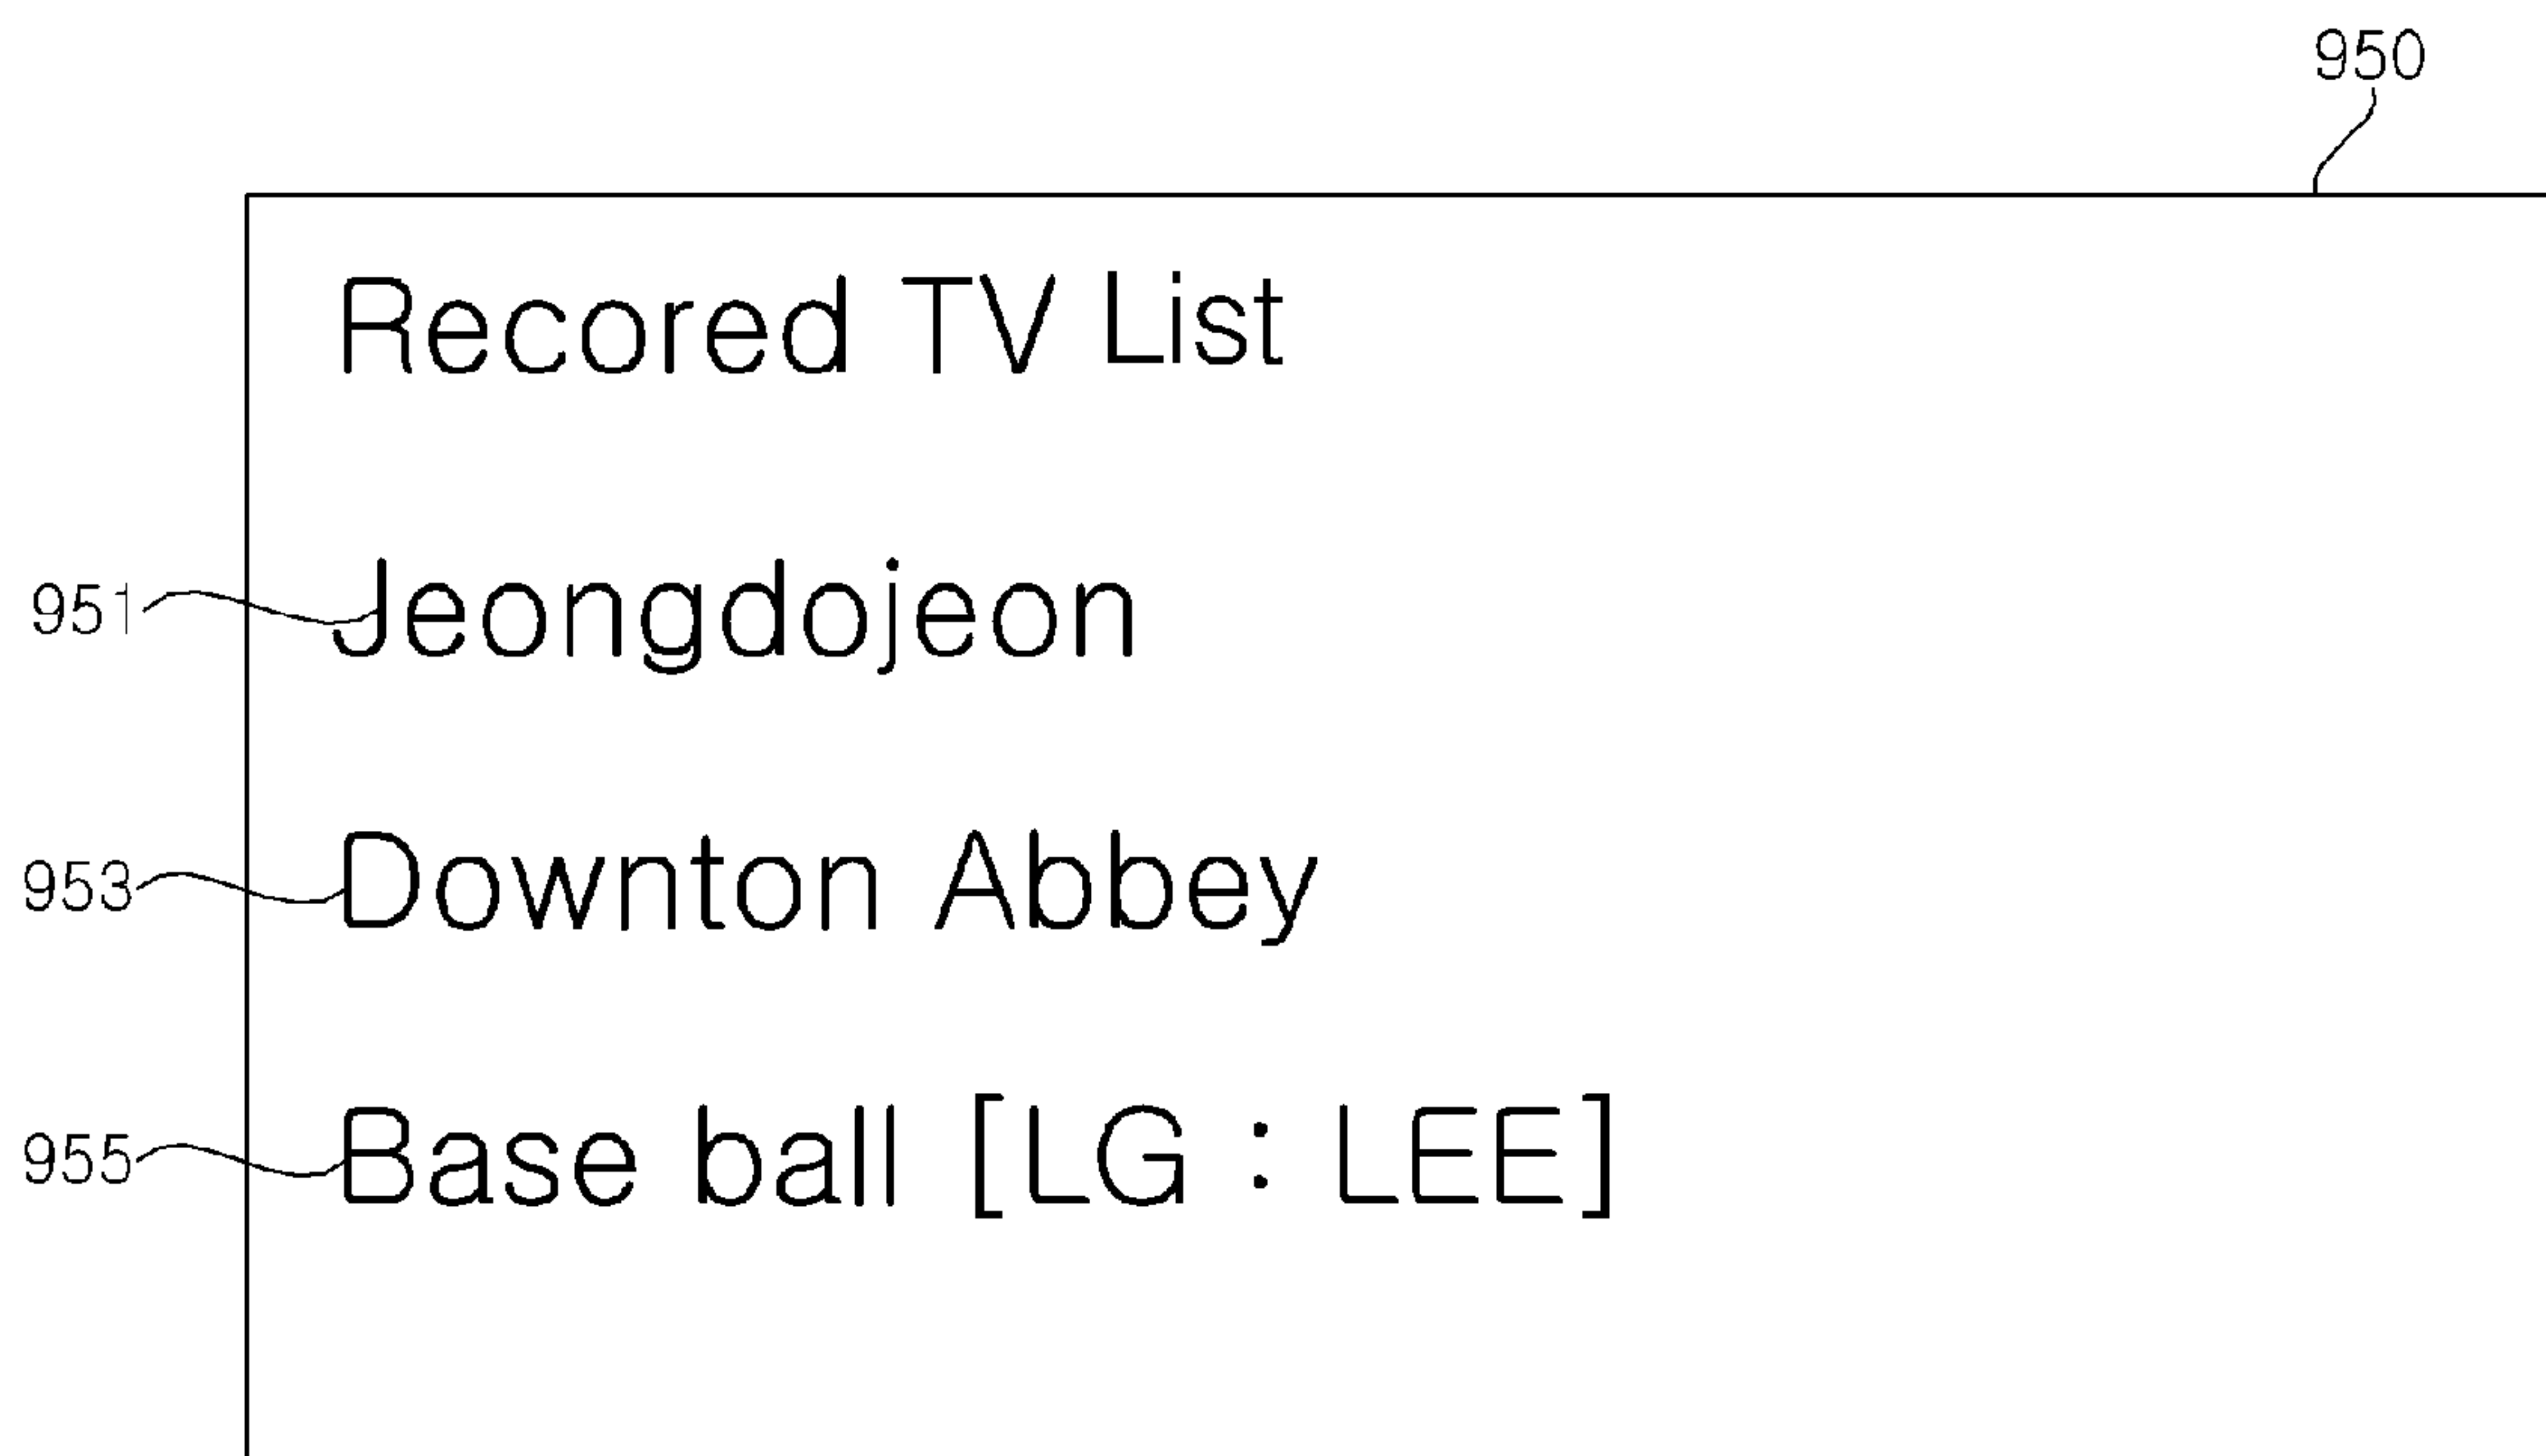 950
Recored TV List
951 Jeongdojeon
953 Downton Abbey
955 Base ball [LG : LEE]